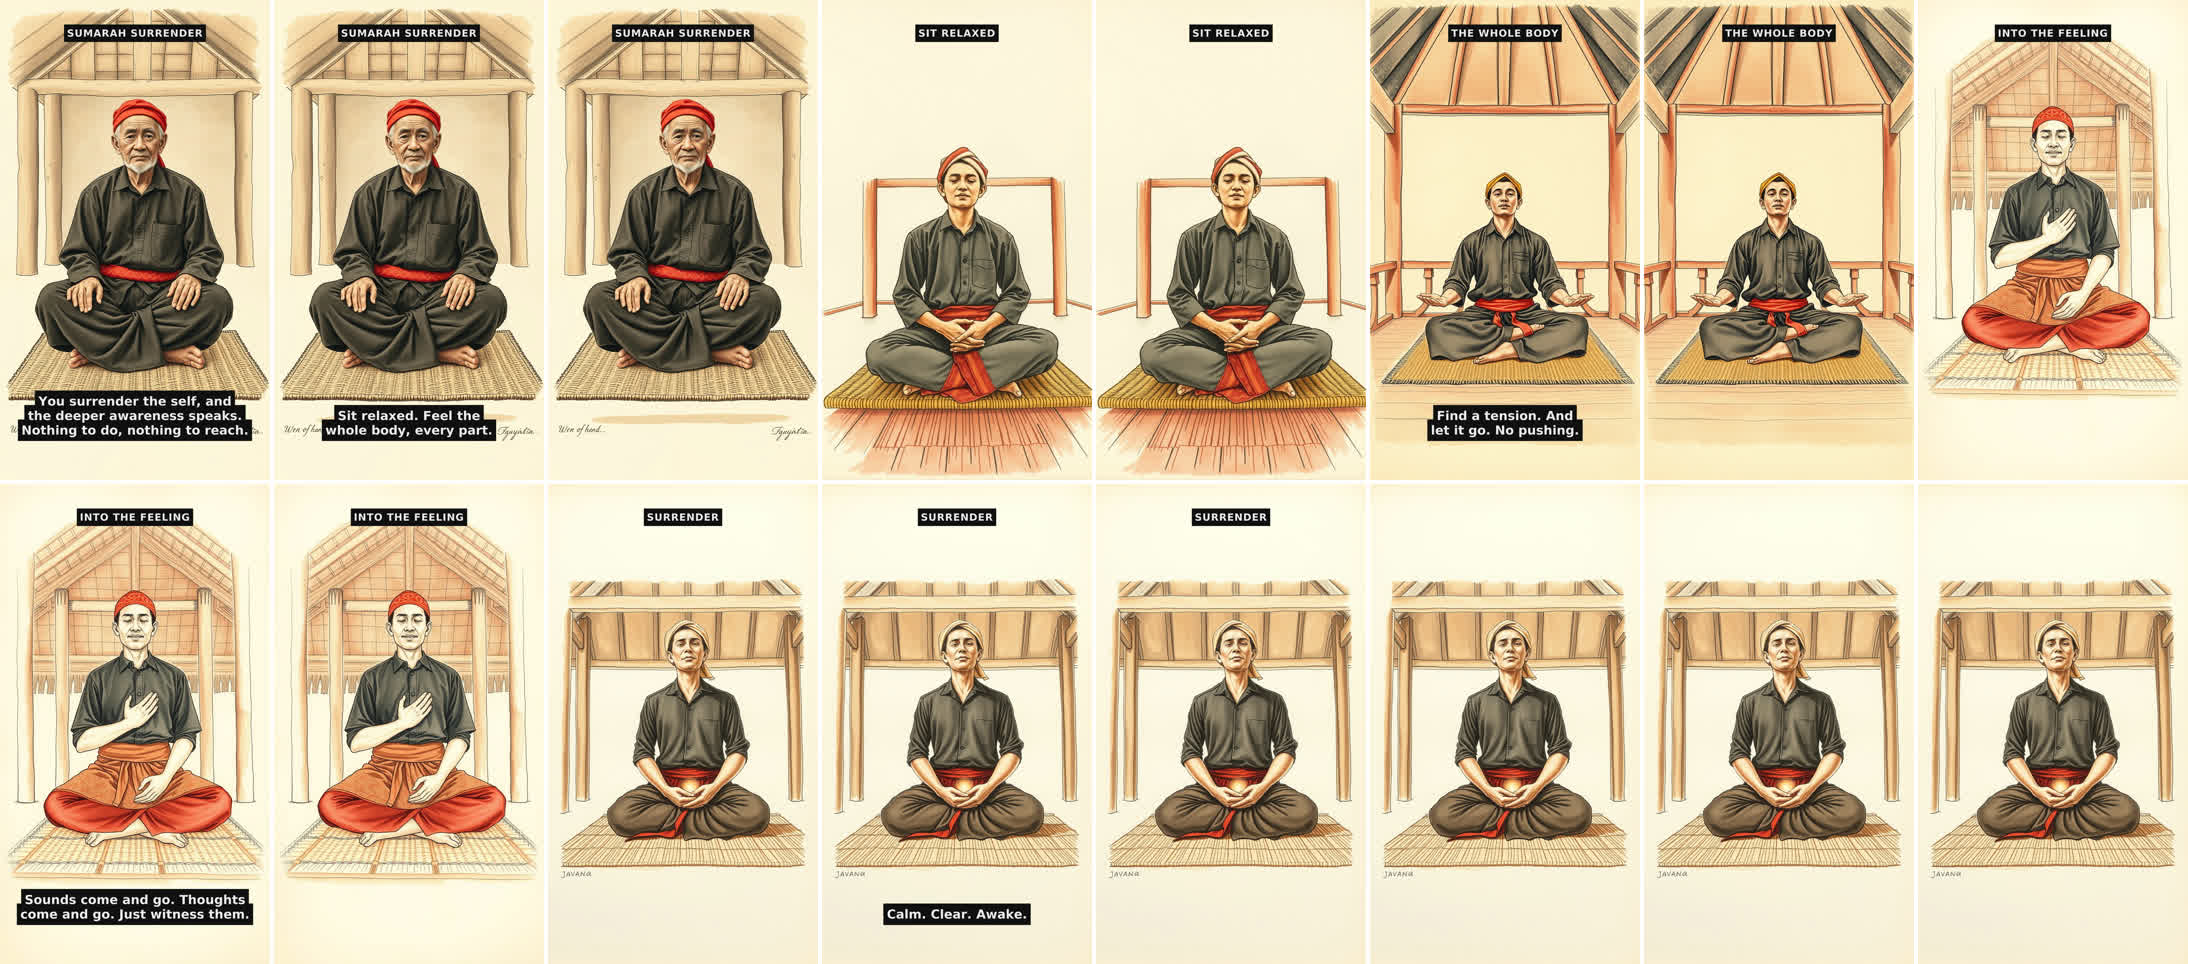 SUMARAH SURRENDER
SUMARAH SURRENDER
SUMARAH SURRENDER
SIT RELAXED
SIT RELAXED
THE WHOLE BODY
THE WHOLE BODY
INTO THE FEELING
You surrender the self, and
the deeper awareness speaks.
Nothing to do, nothing to reach.
Sit relaxed. Feel the
whole body, every part.
Find a tension. And
let it go. No pushing.
INTO THE FEELING
INTO THE FEELING
SURRENDER
SURRENDER
SURRENDER
JAVANA
JAVANA
JAVANA
JAVANA
JAVANA
JAVANA
Sounds come and go. Thoughts
come and go. Just witness them.
Calm. Clear. Awake.